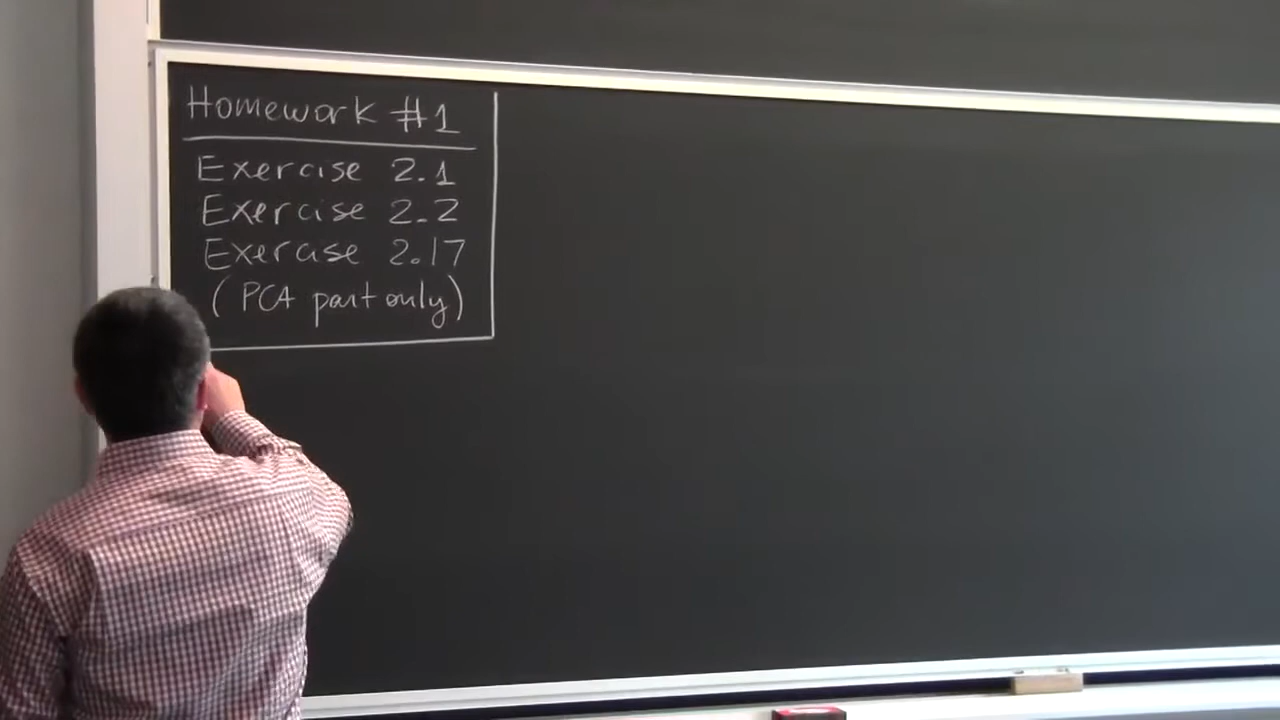 Homework #1
Exercise 2.1
Exercise 2.2
Exercise 2.17
(PCA part only)